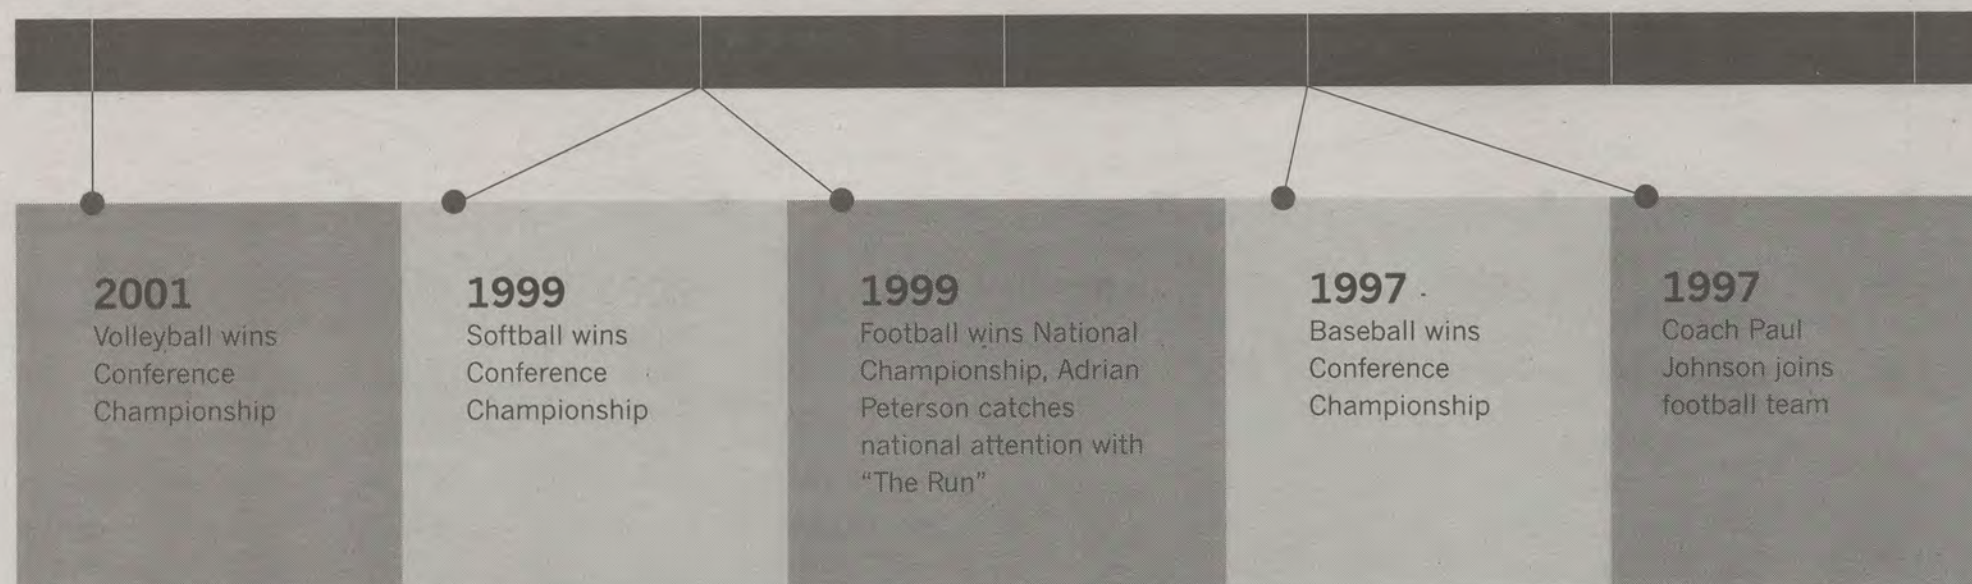 2001
Volleyball wins
Conference
Championship
1999
Softball wins
Conference
Championship
1999
Football wins National
Championship, Adrian
Peterson catches
national attention with
“The Run”
1997
Baseball wins
Conference
Championship
1997
Coach Paul
Johnson joins
football team